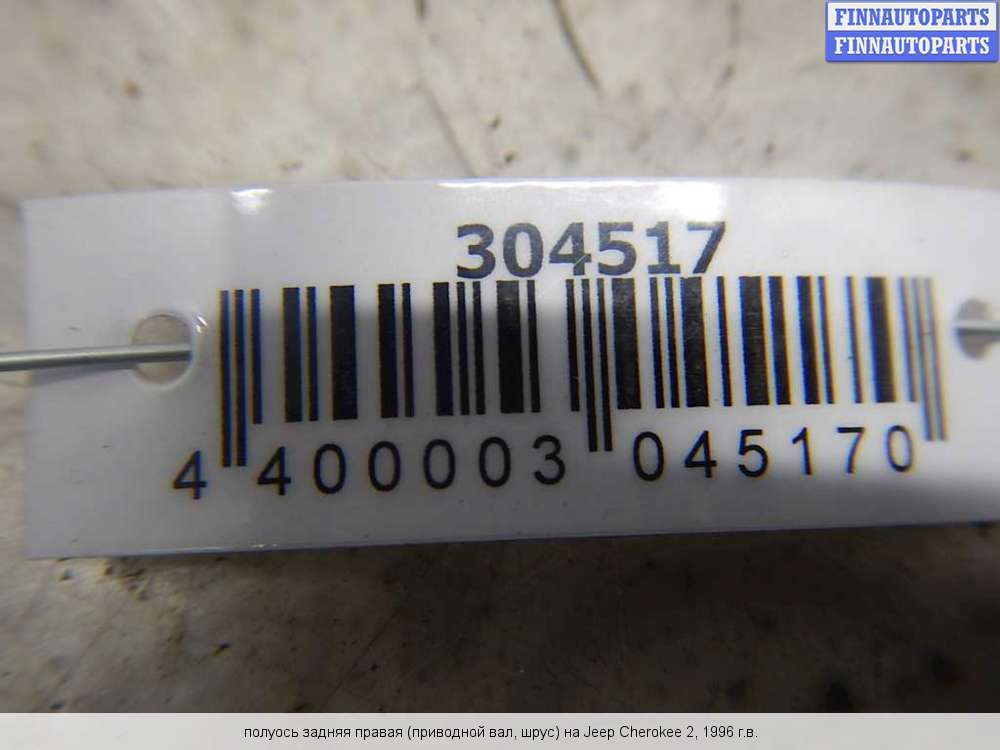 FINNAUTOPARTS
FINNAUTOPARTS
304517
4 400003 045170
полуось задняя правая (приводной вал, шрус) на Jeep Cherokee 2, 1996 г.в.